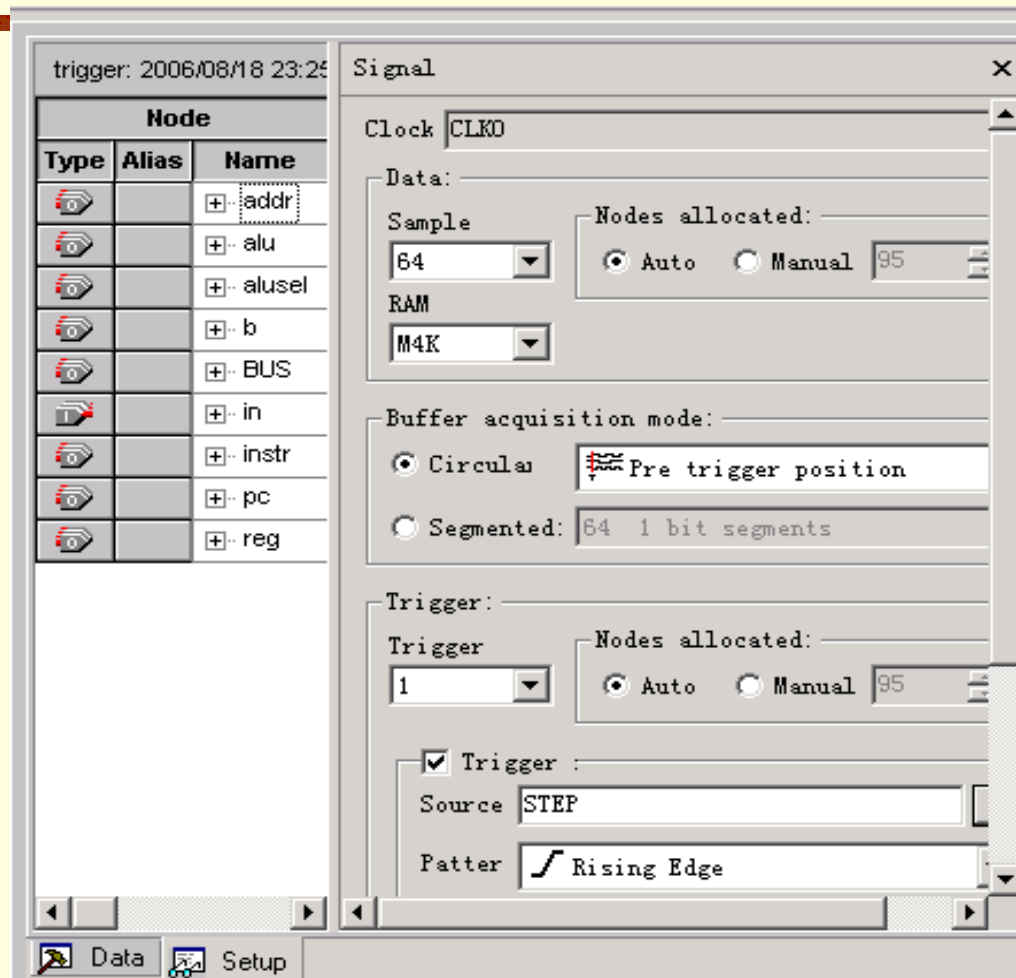 trigger: 2006/08/18 23:25
Node
Type Alias Name
addr
alu
alusel
b
BUS
in
instr
pc
reg
Signal
Clock CLK0
Data:
Sample
64
Nodes allocated:
Auto Manual 95
RAM
M4K
Buffer acquisition mode:
Circular Pre trigger position
Segmented: 64 1 bit segments
Trigger:
Trigger
1
Nodes allocated:
Auto Manual 95
Trigger :
Source STEP
Patter Rising Edge
Data Setup